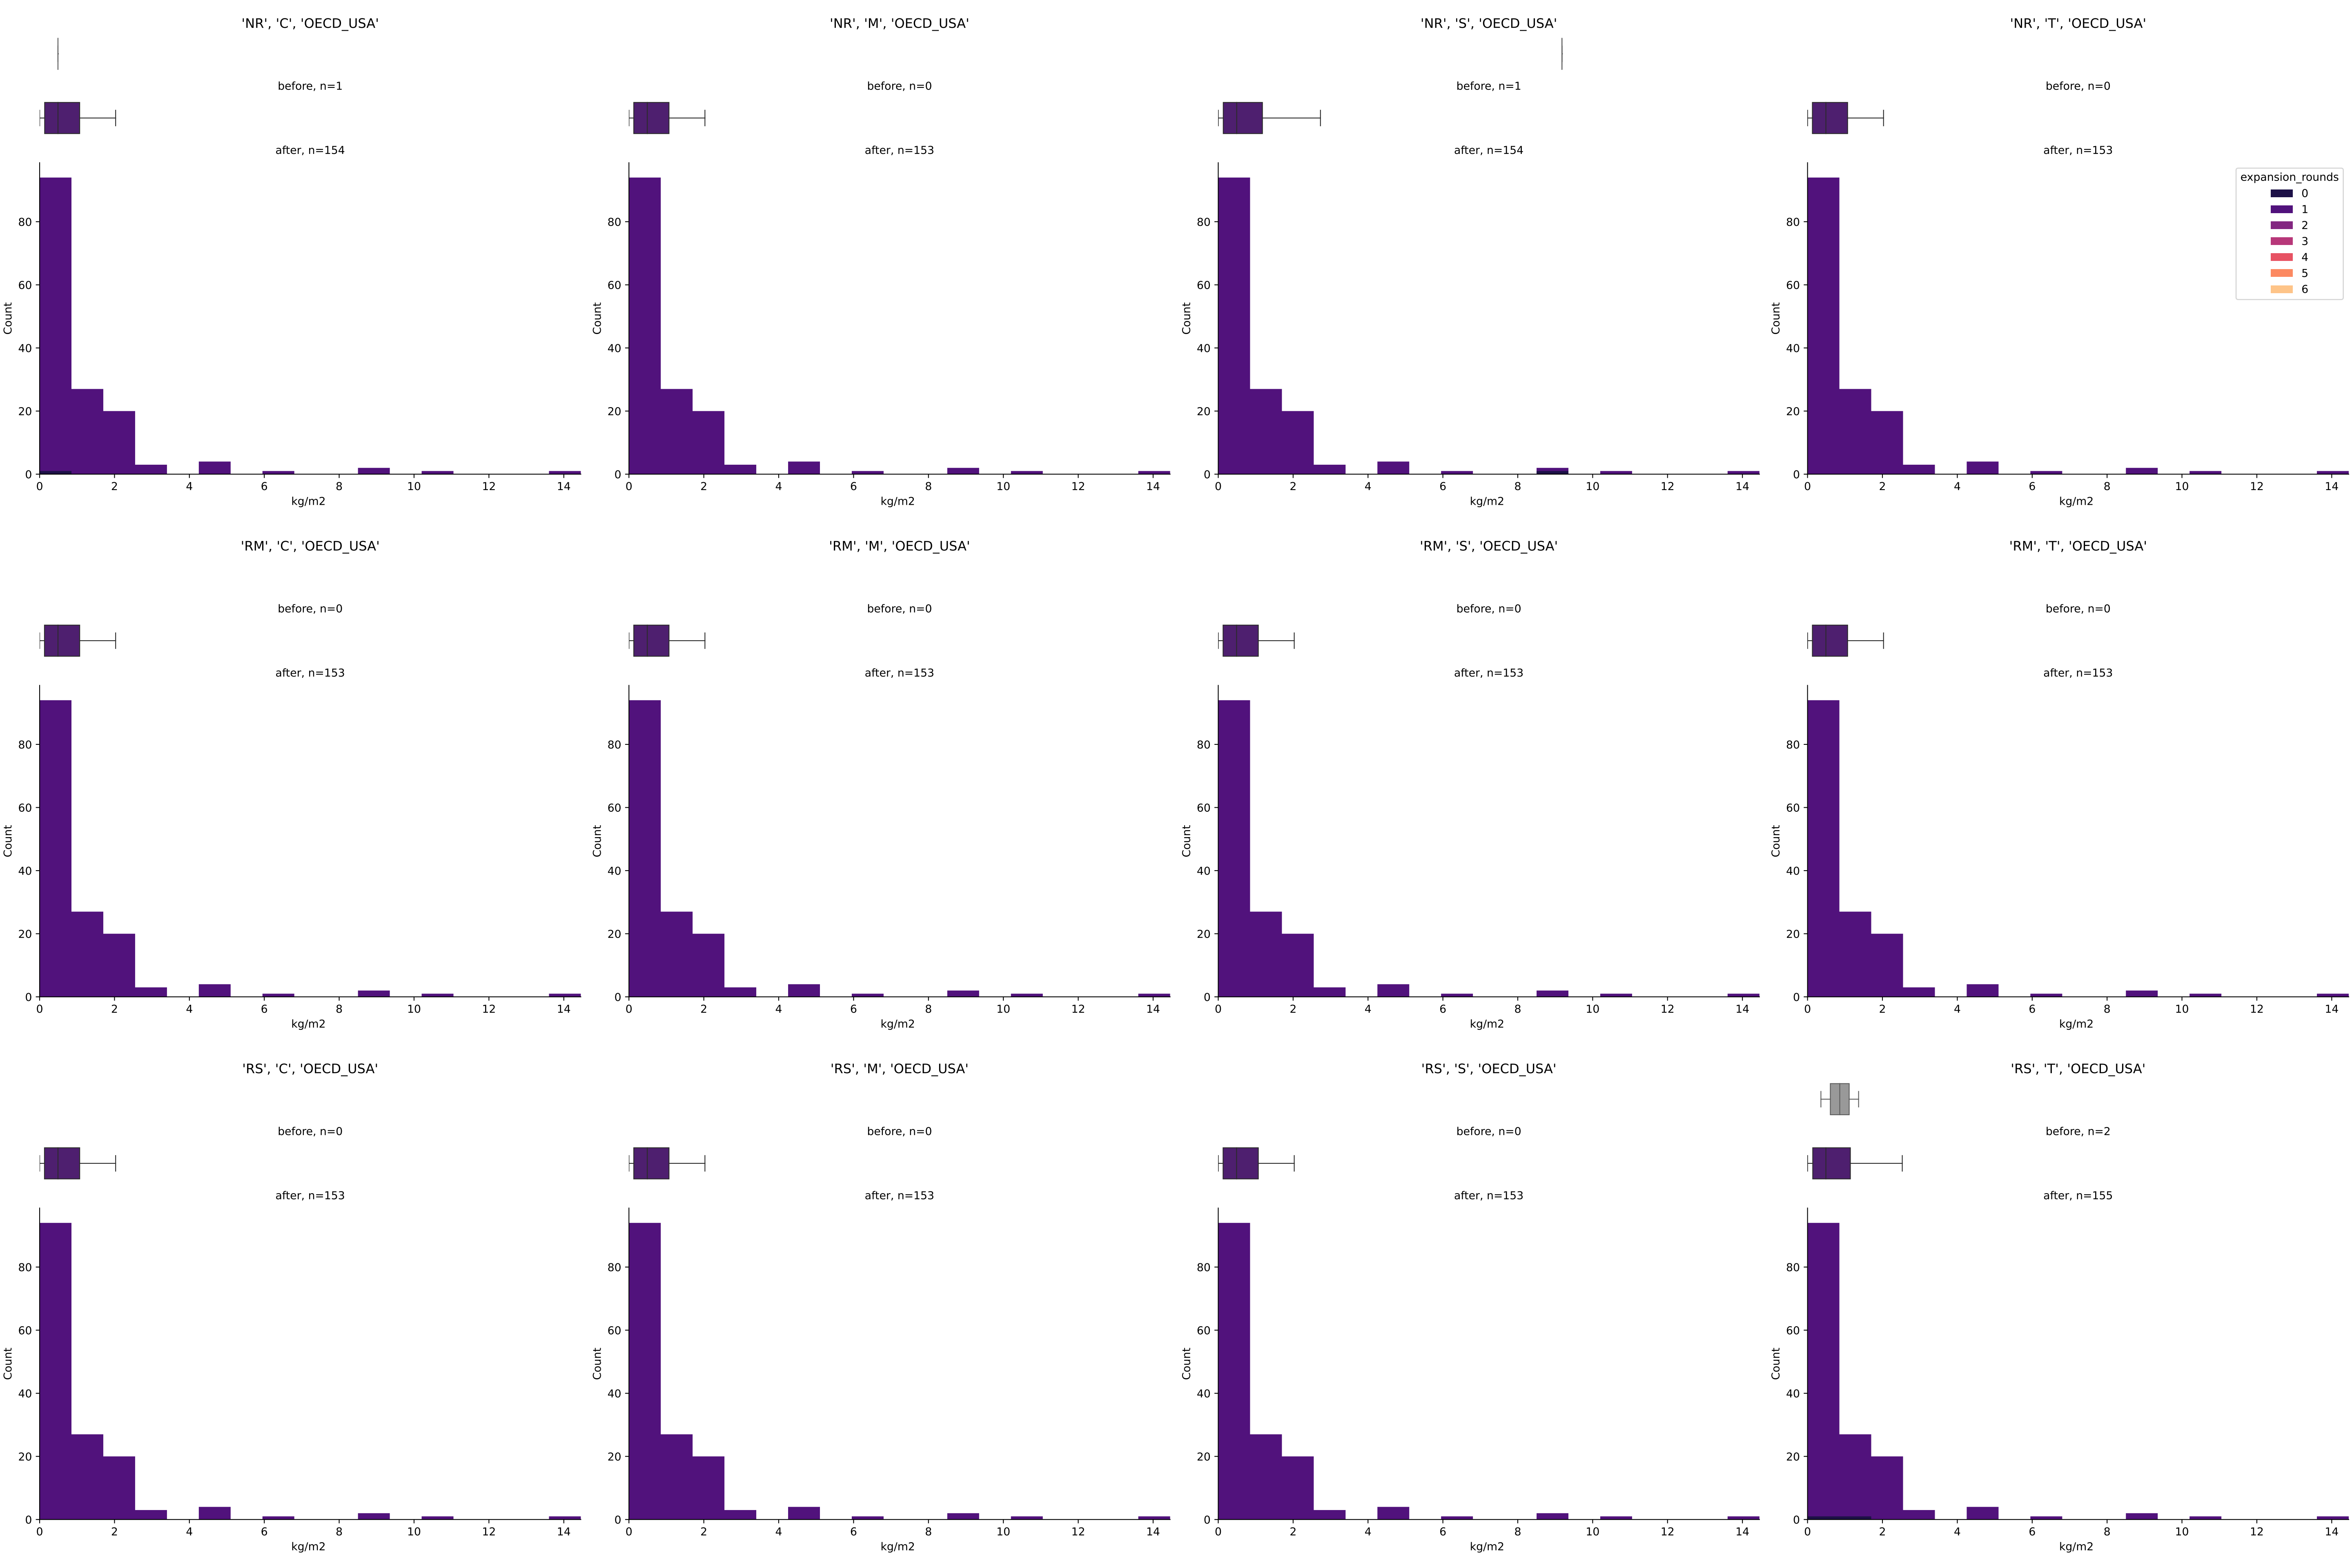 'NR', 'C', 'OECD_USA' 'NR', 'M', 'OECD_USA' 'NR', 'S', 'OECD_USA' 'NR', 'T', 'OECD_USA'
before, n=1 before, n=0 before, n=1 before, n=0
after, n=154 after, n=153 after, n=154 after, n=153
expansion_rounds
0
1
2
3
4
5
6
Count Count Count Count
80 80 80 80
60 60 60 60
40 40 40 40
20 20 20 20
0 0 0 0
0 2 4 6 8 10 12 14 0 2 4 6 8 10 12 14 0 2 4 6 8 10 12 14 0 2 4 6 8 10 12 14
kg/m2 kg/m2 kg/m2 kg/m2
'RM', 'C', 'OECD_USA' 'RM', 'M', 'OECD_USA' 'RM', 'S', 'OECD_USA' 'RM', 'T', 'OECD_USA'
before, n=0 before, n=0 before, n=0 before, n=0
after, n=153 after, n=153 after, n=153 after, n=153
Count Count Count Count
80 80 80 80
60 60 60 60
40 40 40 40
20 20 20 20
0 0 0 0
0 2 4 6 8 10 12 14 0 2 4 6 8 10 12 14 0 2 4 6 8 10 12 14 0 2 4 6 8 10 12 14
kg/m2 kg/m2 kg/m2 kg/m2
'RS', 'C', 'OECD_USA' 'RS', 'M', 'OECD_USA' 'RS', 'S', 'OECD_USA' 'RS', 'T', 'OECD_USA'
before, n=0 before, n=0 before, n=0 before, n=2
after, n=153 after, n=153 after, n=153 after, n=155
Count Count Count Count
80 80 80 80
60 60 60 60
40 40 40 40
20 20 20 20
0 0 0 0
0 2 4 6 8 10 12 14 0 2 4 6 8 10 12 14 0 2 4 6 8 10 12 14 0 2 4 6 8 10 12 14
kg/m2 kg/m2 kg/m2 kg/m2